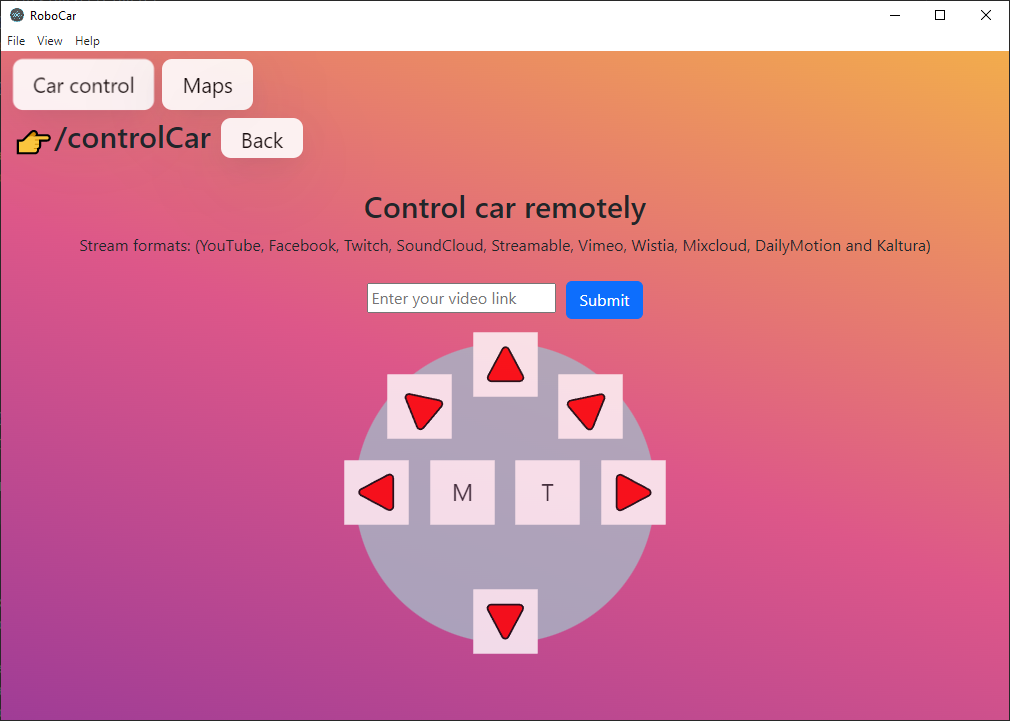 RoboCar
File View Help
Car control Maps
👉/controlCar Back
Control car remotely
Stream formats: (YouTube, Facebook, Twitch, SoundCloud, Streamable, Vimeo, Wistia, Mixcloud, DailyMotion and Kaltura)
Enter your video link Submit
M T